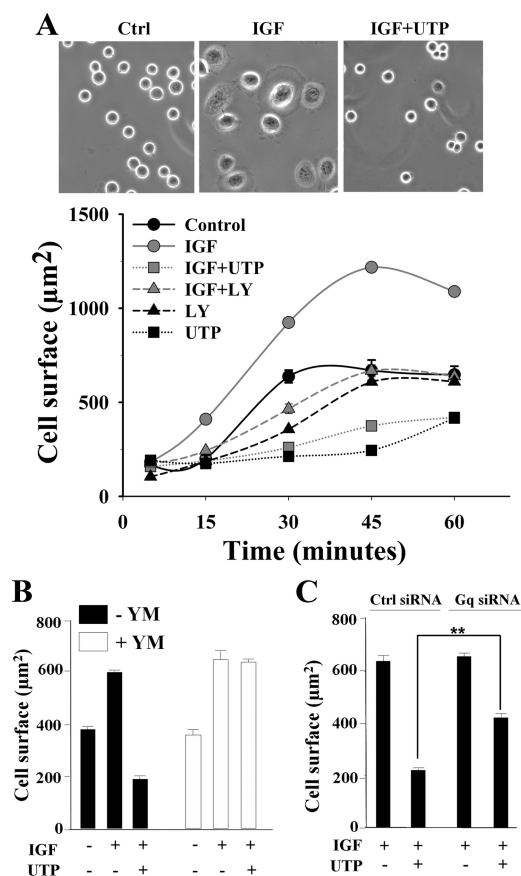 A
Ctrl IGF IGF+UTP
1500
1000
500
0
Cell surface (μm²)
Control
IGF
IGF+UTP
IGF+LY
LY
UTP
0 15 30 45 60
Time (minutes)
B
- YM
+ YM
800
600
400
200
0
Cell surface (μm²)
IGF - + + - + +
UTP - - + - - +
C
Ctrl siRNA Gq siRNA
**
800
600
400
200
0
Cell surface (μm²)
IGF + + + +
UTP - + - +